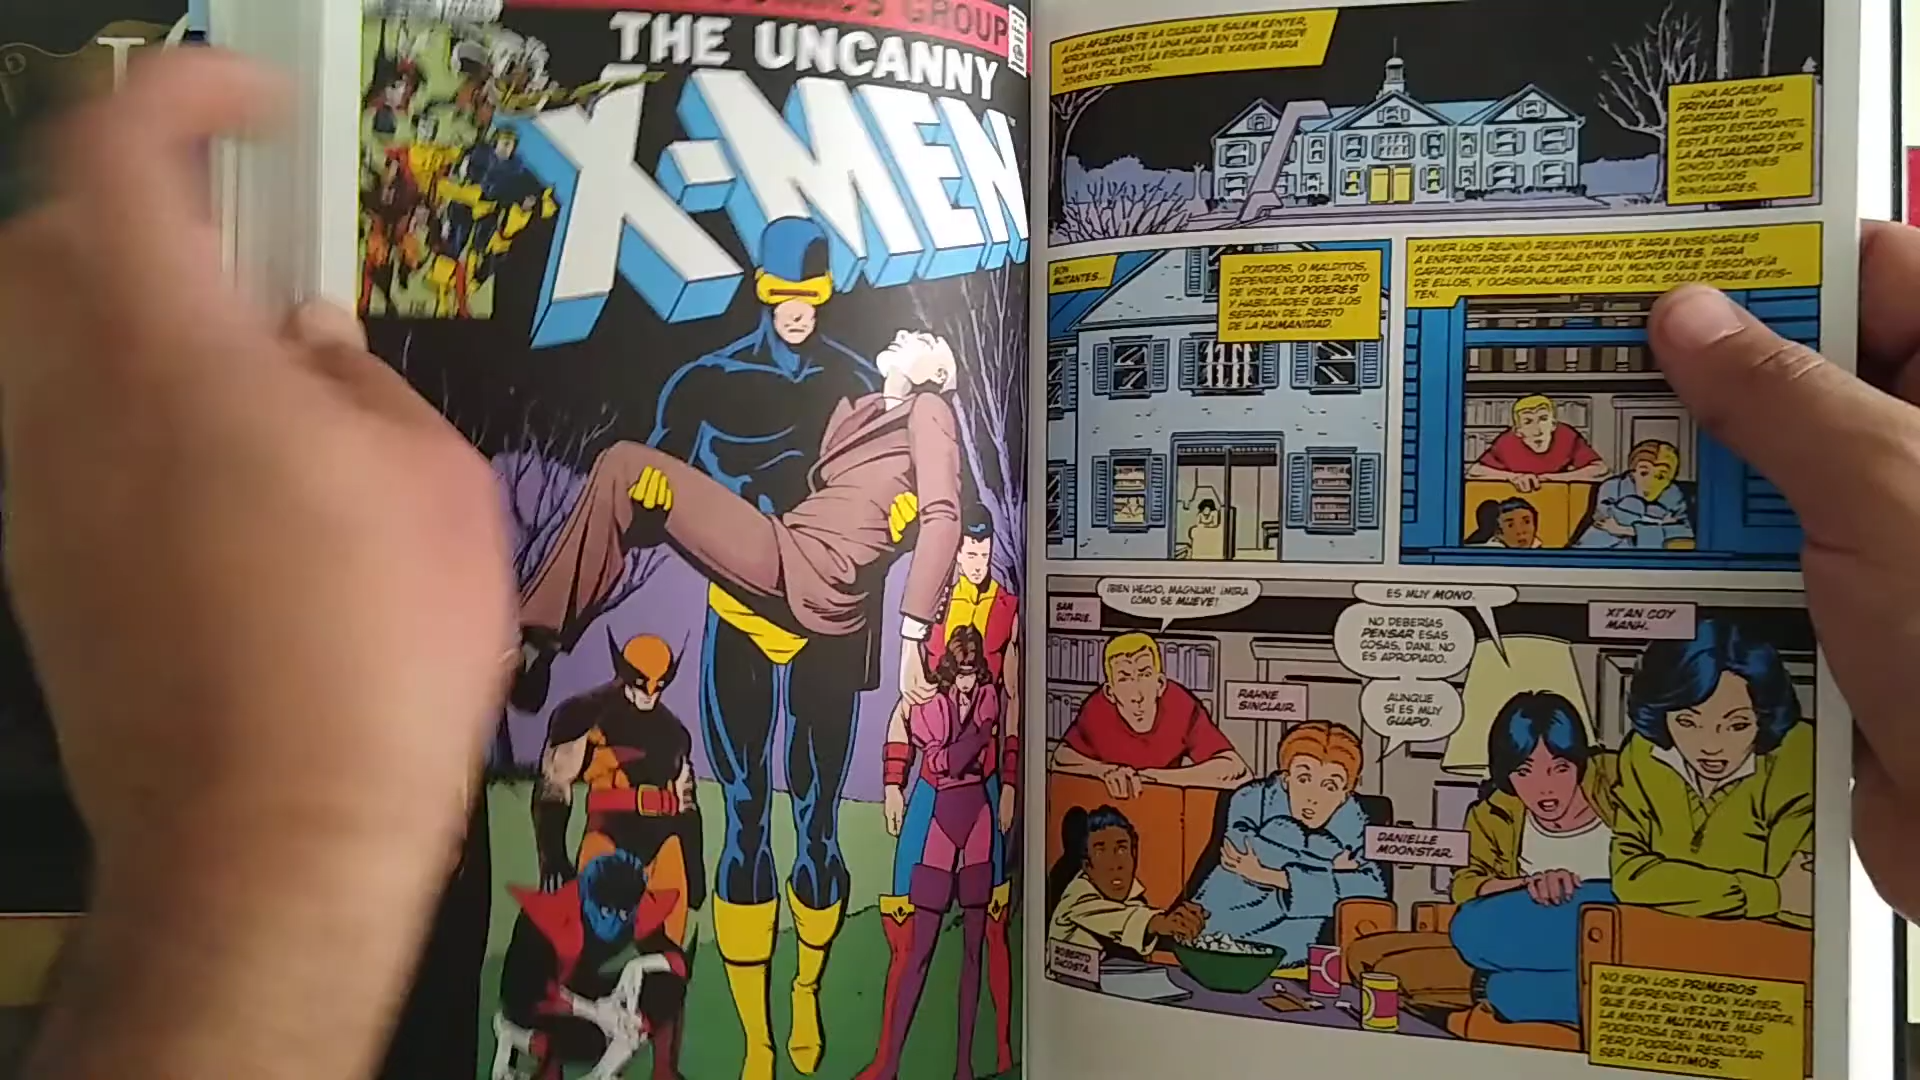 GROUP
THE UNCANNY
X-MEN
A LAS AFUERAS DE LA CIUDAD DE SALEM CENTER,
APROXIMADAMENTE A UNA HORA EN COCHE DESDE
NUEVA YORK, ESTÁ LA ESCUELA DE XAVIER PARA
JÓVENES TALENTOS...
...UNA ACADEMIA
PRIVADA MUY
APARTADA CUYO
CUERPO ESTUDIANTIL
ESTÁ FORMADO EN
LA ACTUALIDAD POR
CINCO JÓVENES
INDIVIDUOS
SINGULARES.
SON
MUTANTES...
...DOTADOS, O MALDITOS,
DEPENDIENDO DEL PUNTO
DE VISTA, DE PODERES
Y HABILIDADES QUE LOS
SEPARAN DEL RESTO
DE LA HUMANIDAD.
XAVIER LOS REUNIÓ RECIENTEMENTE PARA ENSEÑARLES
A ENFRENTARSE A SUS TALENTOS INCIPIENTES, PARA
CAPACITARLOS PARA ACTUAR EN UN MUNDO QUE DESCONFÍA
DE ELLOS, Y OCASIONALMENTE LOS ODIA, SÓLO PORQUE EXIS-
TEN.
SAM
GUTHRIE.
¡BIEN HECHO, MAGNUM! ¡MIRA
CÓMO SE MUEVE!
ES MUY MONO.
NO DEBERÍAS
PENSAR ESAS
COSAS, DANI. NO
ES APROPIADO.
XI'AN COY
MANH.
RAHNE
SINCLAIR.
AUNQUE
SÍ ES MUY
GUAPO.
DANIELLE
MOONSTAR.
ROBERTO
DACOSTA.
NO SON LOS PRIMEROS
QUE APRENDEN CON XAVIER,
QUE ES A SU VEZ UN TELÉPATA,
LA MENTE MUTANTE MÁS
PODEROSA DEL MUNDO,
PERO PODRÍAN RESULTAR
SER LOS ÚLTIMOS.